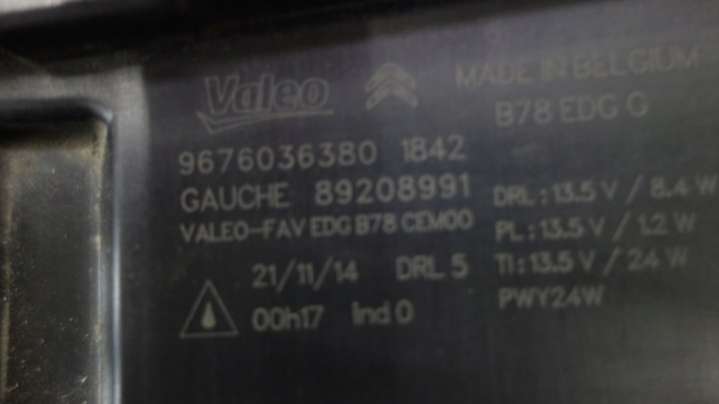 Valeo MADE IN BELGIUM
B78 EDG G
9676036380 1842
GAUCHE 89208991
VALEO-FAV EDG B78 CEM00
DRL : 13.5 V / 8.4 W
PL : 13.5 V / 1.2 W
21/11/14 DRL 5
TI : 13.5 V / 24 W
00h17 Ind 0
PWY24W